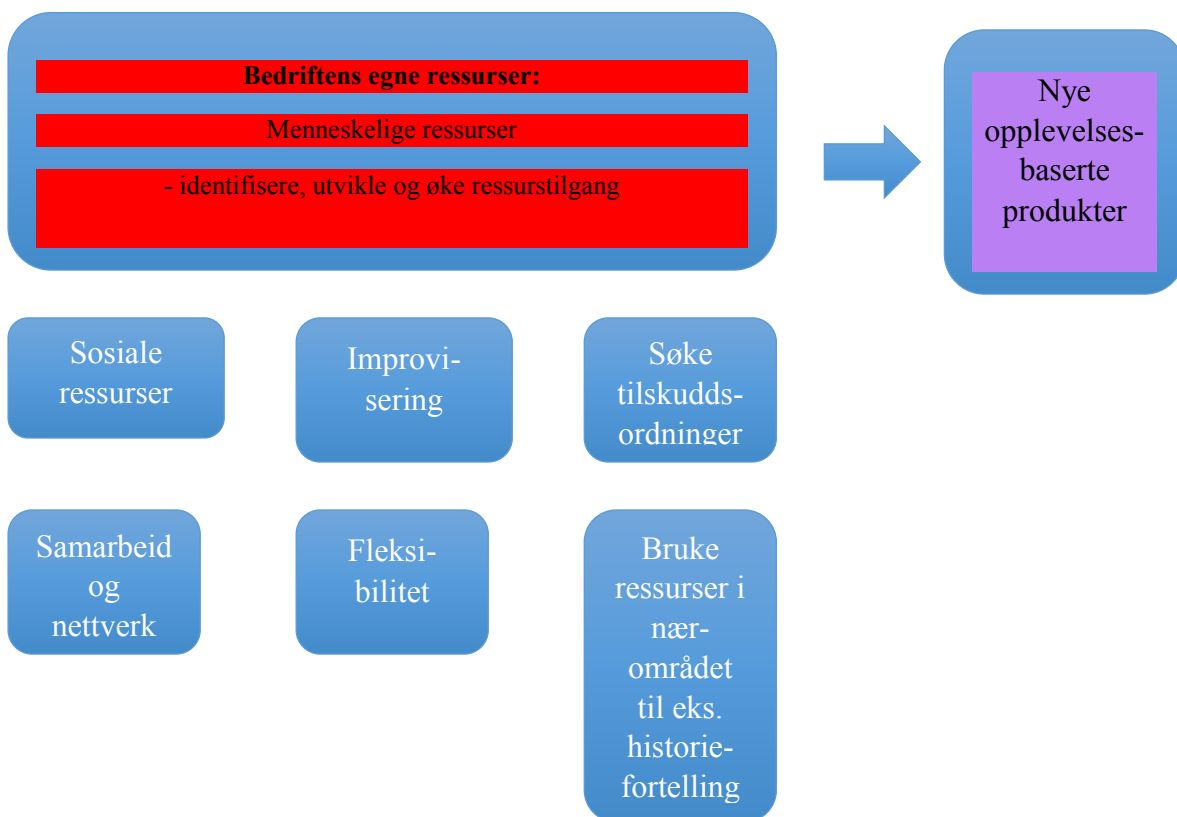 Bedriftens egne ressurser:
Menneskelige ressurser
- identifisere, utvikle og øke ressurstilgang
Nye
opplevelses-
baserte
produkter
Sosiale
ressurser
Improvi-
sering
Søke
tilskudds-
ordninger
Samarbeid
og
nettverk
Fleksi-
bilitet
Bruke
ressurser i
nær-
området
til eks.
historie-
fortelling